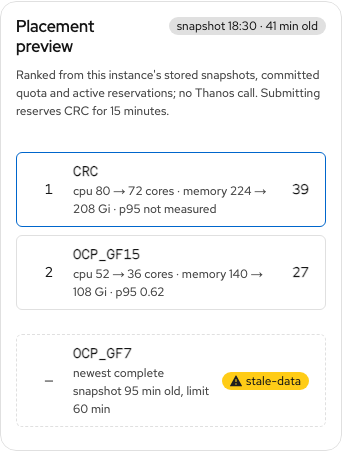 Placement preview
snapshot 18:30 · 41 min old
Ranked from this instance's stored snapshots, committed
quota and active reservations; no Thanos call. Submitting
reserves CRC for 15 minutes.
1
CRC
cpu 80 → 72 cores · memory 224 →
208 Gi · p95 not measured
39
2
OCP_GF15
cpu 52 → 36 cores · memory 140 →
108 Gi · p95 0.62
27
—
OCP_GF7
newest complete
snapshot 95 min old, limit
60 min
stale-data